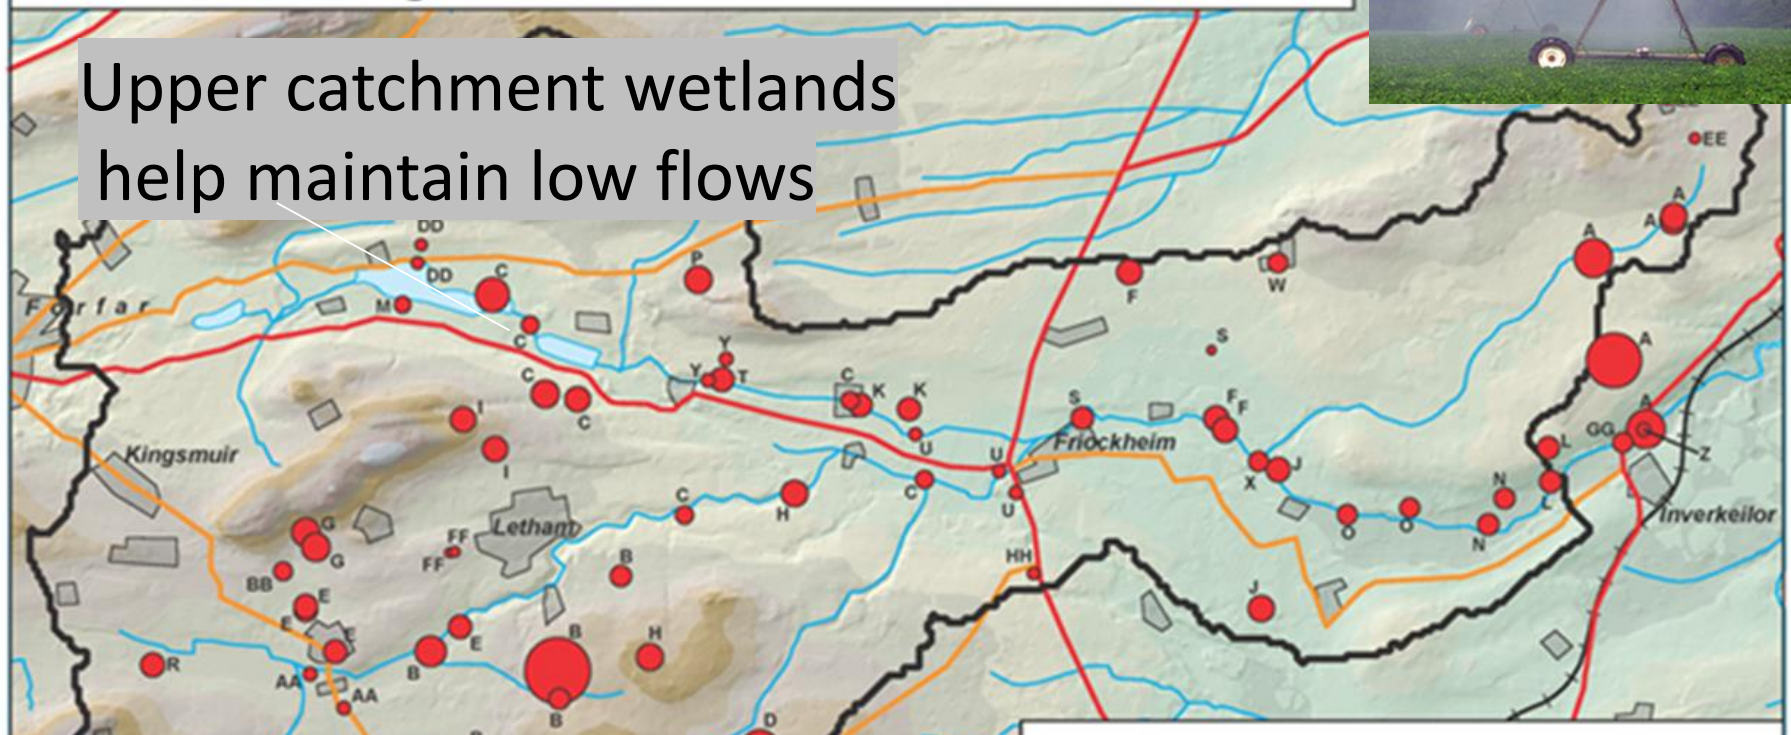 Upper catchment wetlands
help maintain low flows
EE
A
A
A
DD
DD
C
P
F
W
Forfar
M
C
S
A
Y
Y
T
C
C
C
K
K
I
S
F
F
A
U
U
Friockheim
GG
G
L
Z
Kingsmuir
I
C
X
J
C
H
U
N
L
Inverkeilor
Letham
G
FF
FF
G
O
O
N
BB
B
HH
E
E
J
E
E
B
H
R
B
AA
AA
B
D